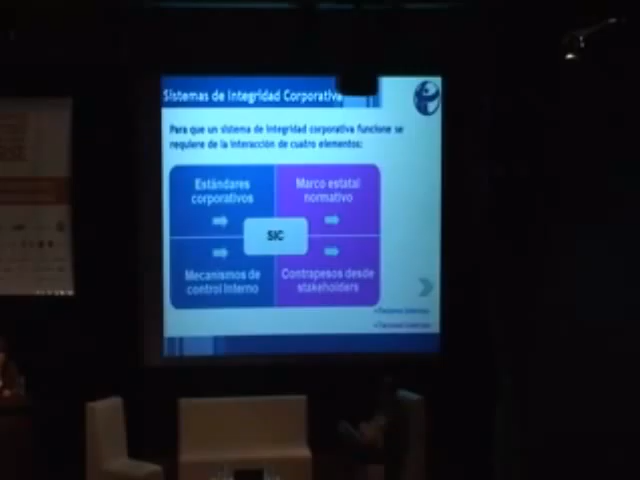 Sistemas de Integridad Corporativa
Para que un sistema de integridad corporativa funcione se
requiere de la interacción de cuatro elementos:
Estándares
corporativos
Marco estatal
normativo
SIC
Mecanismos de
control interno
Contrapesos desde
stakeholders